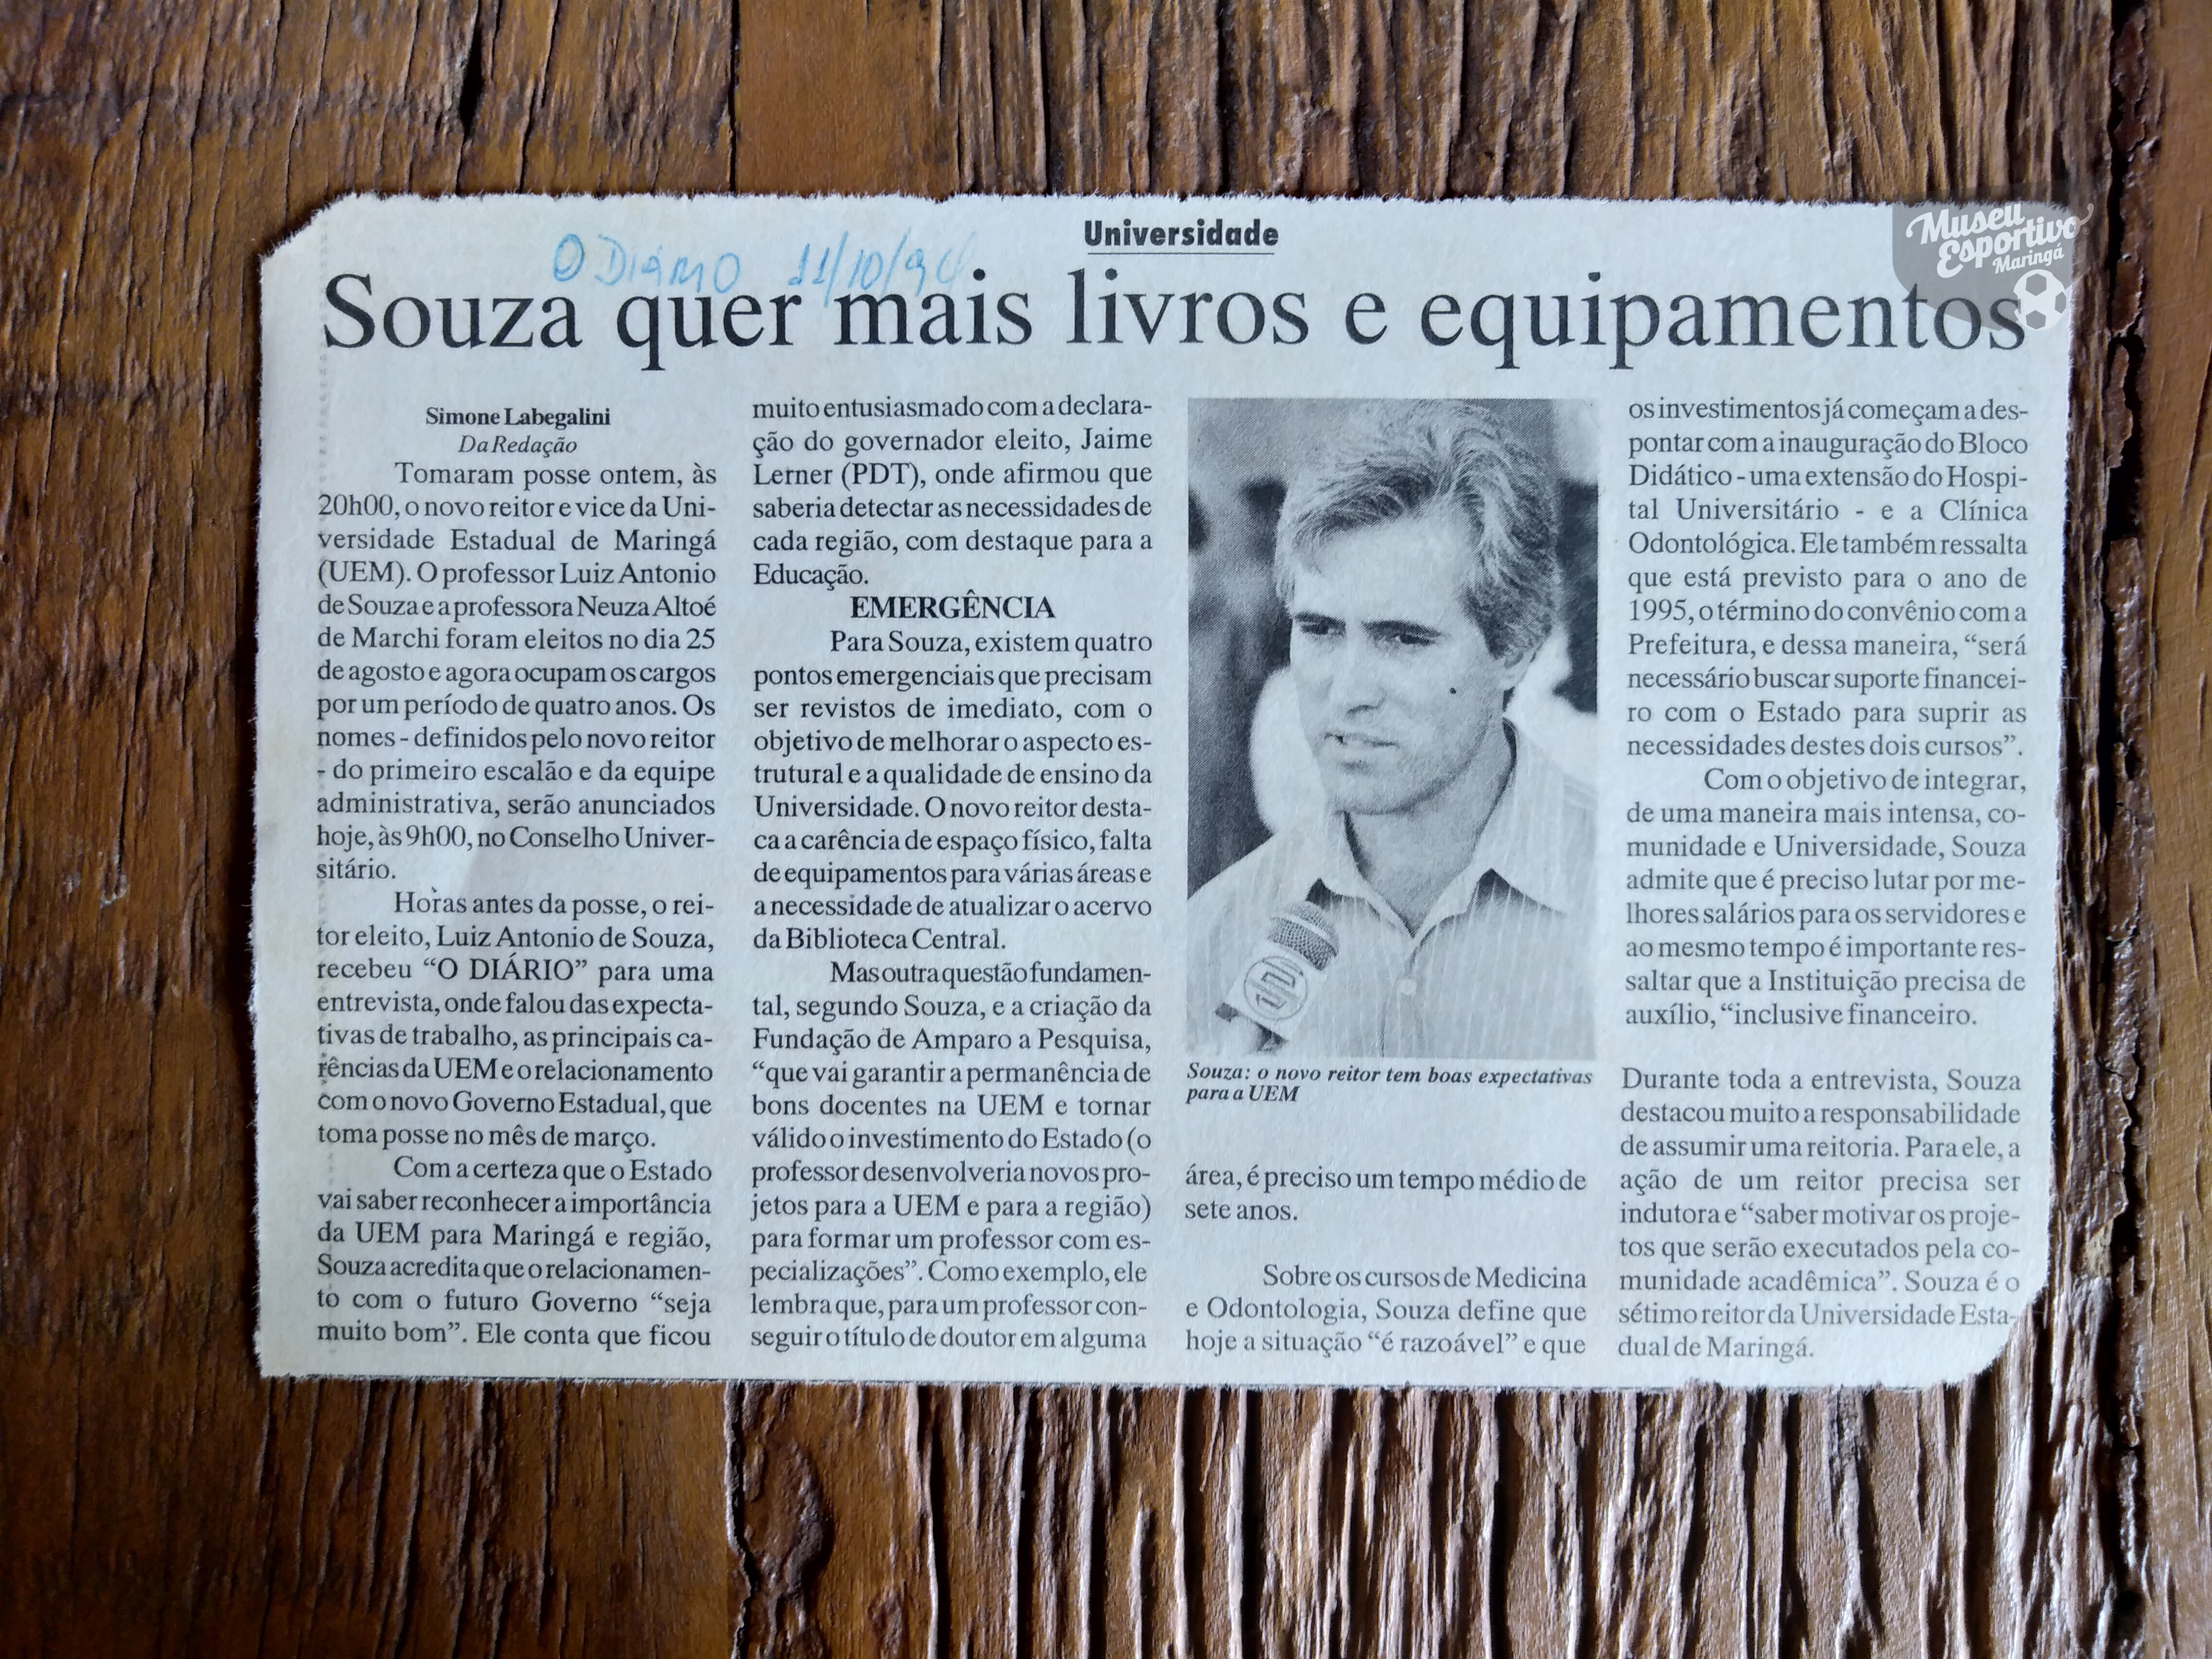 Museu
Esportivo
Maringá
Universidade
O DIÁRIO 11/10/94
Souza quer mais livros e equipamentos
Simone Labegalini
Da Redação
Tomaram posse ontem, às
20h00, o novo reitor e vice da Uni-
versidade Estadual de Maringá
(UEM). O professor Luiz Antonio
de Souza e a professora Neuza Altoé
de Marchi foram eleitos no dia 25
de agosto e agora ocupam os cargos
por um período de quatro anos. Os
nomes - definidos pelo novo reitor
- do primeiro escalão e da equipe
administrativa, serão anunciados
hoje, às 9h00, no Conselho Univer-
sitário.
Horas antes da posse, o rei-
tor eleito, Luiz Antonio de Souza,
recebeu “O DIÁRIO” para uma
entrevista, onde falou das expecta-
tivas de trabalho, as principais ca-
rências da UEM e o relacionamento
com o novo Governo Estadual, que
toma posse no mês de março.
Com a certeza que o Estado
vai saber reconhecer a importância
da UEM para Maringá e região,
Souza acredita que o relacionamen-
to com o futuro Governo “seja
muito bom”. Ele conta que ficou
muito entusiasmado com a declara-
ção do governador eleito, Jaime
Lerner (PDT), onde afirmou que
saberia detectar as necessidades de
cada região, com destaque para a
Educação.
EMERGÊNCIA
Para Souza, existem quatro
pontos emergenciais que precisam
ser revistos de imediato, com o
objetivo de melhorar o aspecto es-
trutural e a qualidade de ensino da
Universidade. O novo reitor desta-
ca a carência de espaço físico, falta
de equipamentos para várias áreas e
a necessidade de atualizar o acervo
da Biblioteca Central.
Mas outra questão fundamen-
tal, segundo Souza, e a criação da
Fundação de Amparo a Pesquisa,
“que vai garantir a permanência de
bons docentes na UEM e tornar
válido o investimento do Estado (o
professor desenvolveria novos pro-
jetos para a UEM e para a região)
para formar um professor com es-
pecializações”. Como exemplo, ele
lembra que, para um professor con-
seguir o título de doutor em alguma
Souza: o novo reitor tem boas expectativas
para a UEM
área, é preciso um tempo médio de
sete anos.
Sobre os cursos de Medicina
e Odontologia, Souza define que
hoje a situação “é razoável” e que
os investimentos já começam a des-
pontar com a inauguração do Bloco
Didático - uma extensão do Hospi-
tal Universitário - e a Clínica
Odontológica. Ele também ressalta
que está previsto para o ano de
1995, o término do convênio com a
Prefeitura, e dessa maneira, “será
necessário buscar suporte financei-
ro com o Estado para suprir as
necessidades destes dois cursos”.
Com o objetivo de integrar,
de uma maneira mais intensa, co-
munidade e Universidade, Souza
admite que é preciso lutar por me-
lhores salários para os servidores e
ao mesmo tempo é importante res-
saltar que a Instituição precisa de
auxílio, “inclusive financeiro.
Durante toda a entrevista, Souza
destacou muito a responsabilidade
de assumir uma reitoria. Para ele, a
ação de um reitor precisa ser
indutora e “saber motivar os proje-
tos que serão executados pela co-
munidade acadêmica”. Souza é o
sétimo reitor da Universidade Esta-
dual de Maringá.